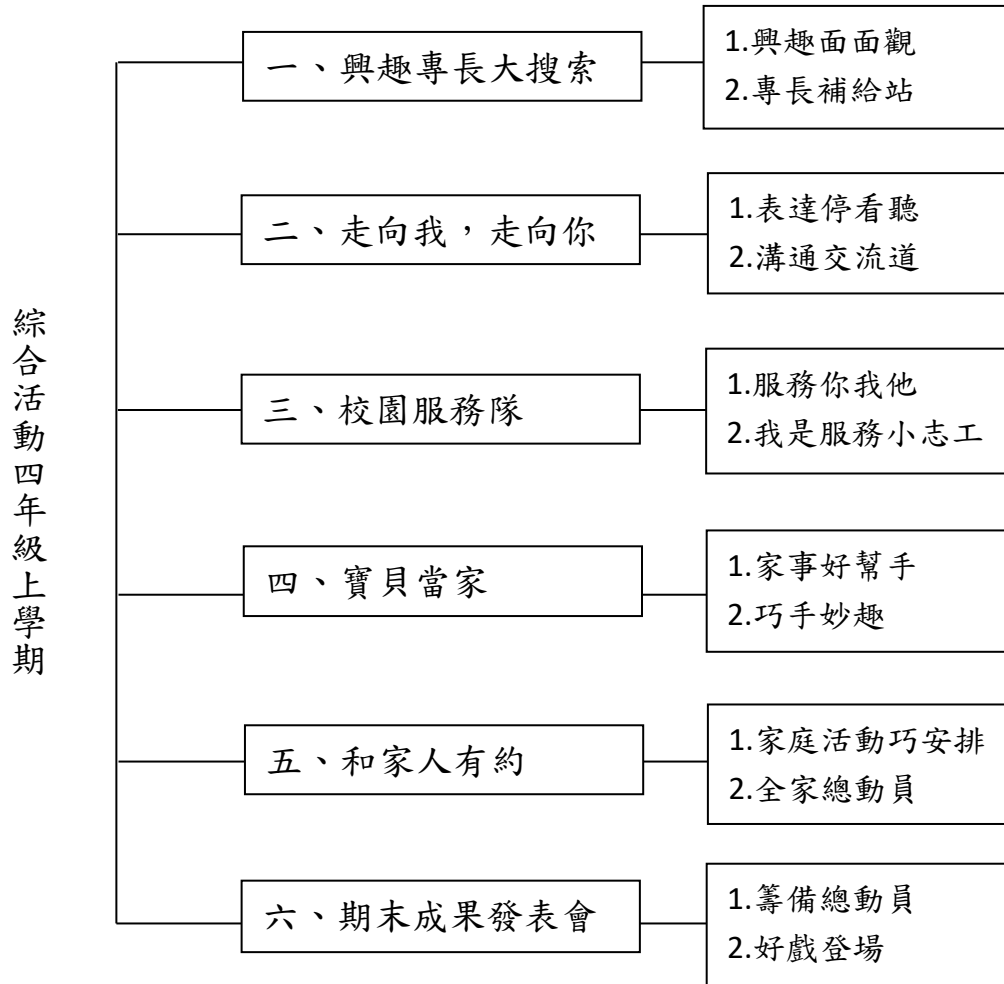 綜合活動四年級上學期
一、興趣專長大搜索
1.興趣面面觀
2.專長補給站
二、走向我，走向你
1.表達停看聽
2.溝通交流道
三、校園服務隊
1.服務你我他
2.我是服務小志工
四、寶貝當家
1.家事好幫手
2.巧手妙趣
五、和家人有約
1.家庭活動巧安排
2.全家總動員
六、期末成果發表會
1.籌備總動員
2.好戲登場